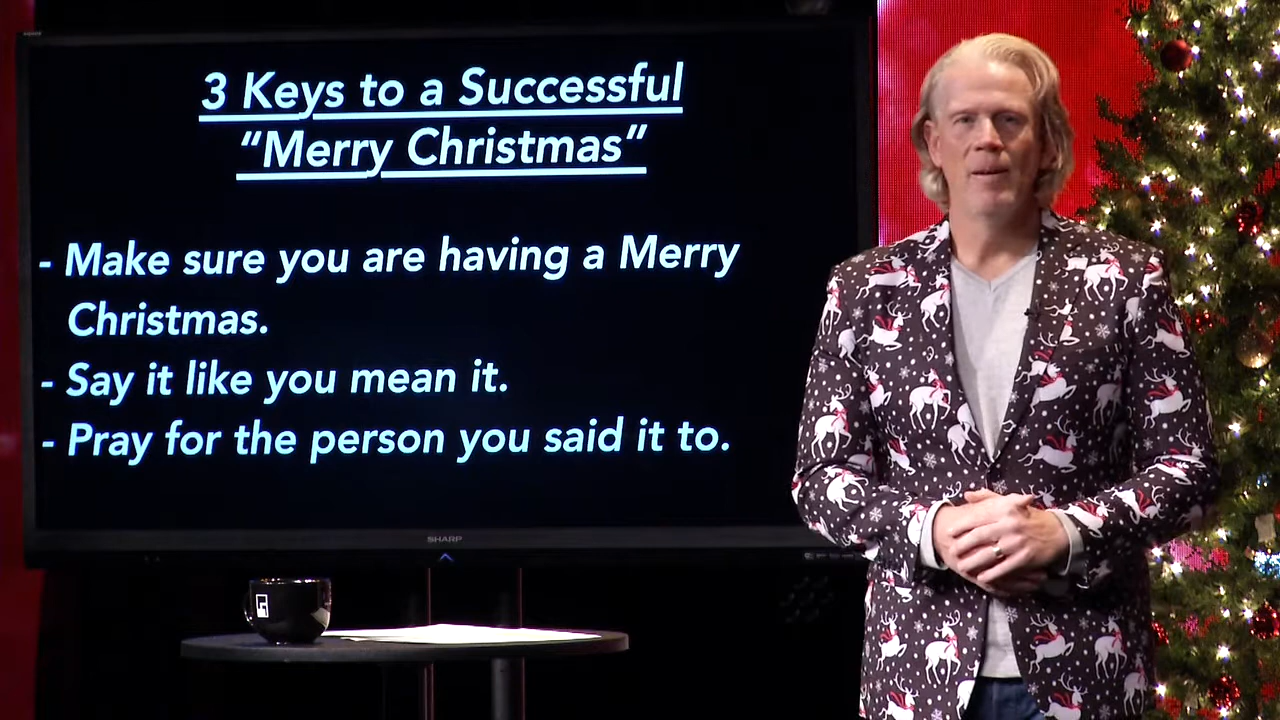 3 Keys to a Successful
“Merry Christmas”
- Make sure you are having a Merry
Christmas.
- Say it like you mean it.
- Pray for the person you said it to.
SHARP